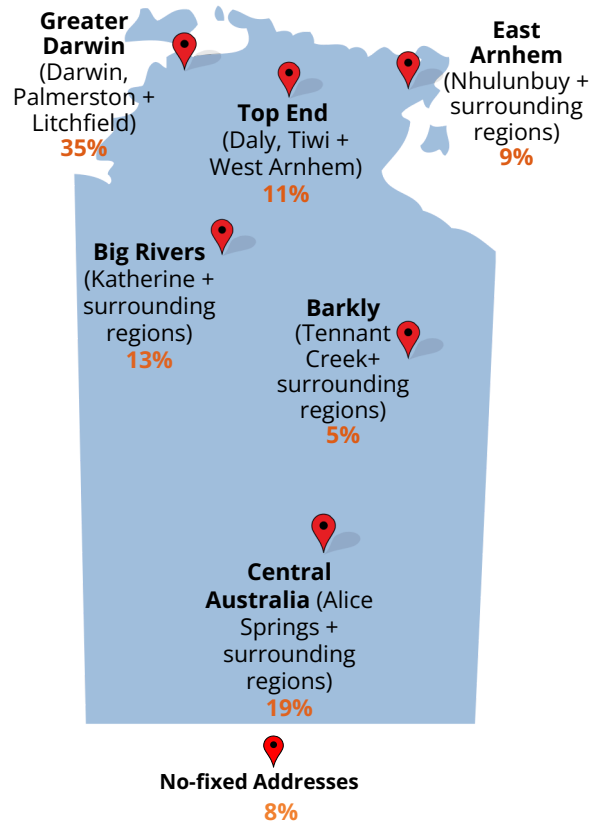 Greater
Darwin
(Darwin,
Palmerston +
Litchfield)
35%
Top End
(Daly, Tiwi +
West Arnhem)
11%
East
Arnhem
(Nhulunbuy +
surrounding
regions)
9%
Big Rivers
(Katherine +
surrounding
regions)
13%
Barkly
(Tennant
Creek+
surrounding
regions)
5%
Central
Australia (Alice
Springs +
surrounding
regions)
19%
No-fixed Addresses
8%